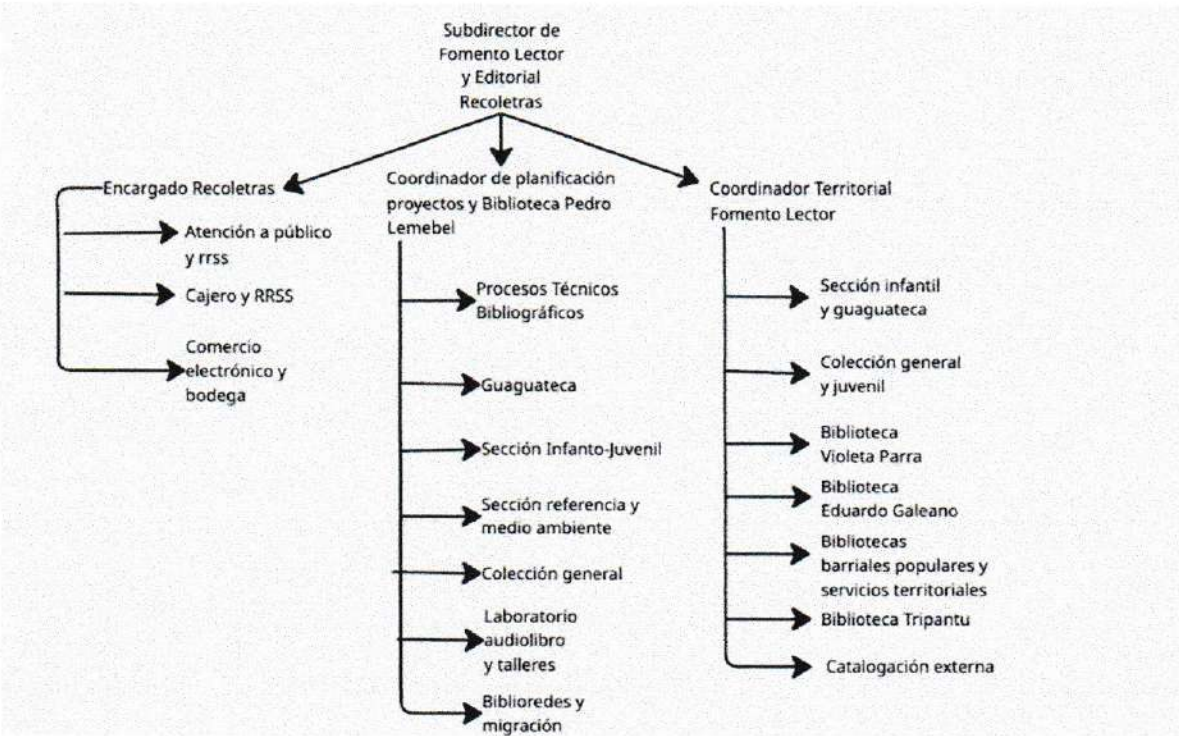 Subdirector de
Fomento Lector
y Editorial
Recoletras
Encargado Recoletras
Atención a público
y rrss
Cajero y RRSS
Comercio
electrónico y
bodega
Coordinador de planificación
proyectos y Biblioteca Pedro
Lemebel
Procesos Técnicos
Bibliográficos
Guaguateca
Sección Infanto-Juvenil
Sección referencia y
medio ambiente
Colección general
Laboratorio
audiolibro
y talleres
Biblioredes y
migración
Coordinador Territorial
Fomento Lector
Sección infantil
y guaguateca
Colección general
y juvenil
Biblioteca
Violeta Parra
Biblioteca
Eduardo Galeano
Bibliotecas
barriales populares y
servicios territoriales
Biblioteca Tripantu
Catalogación externa